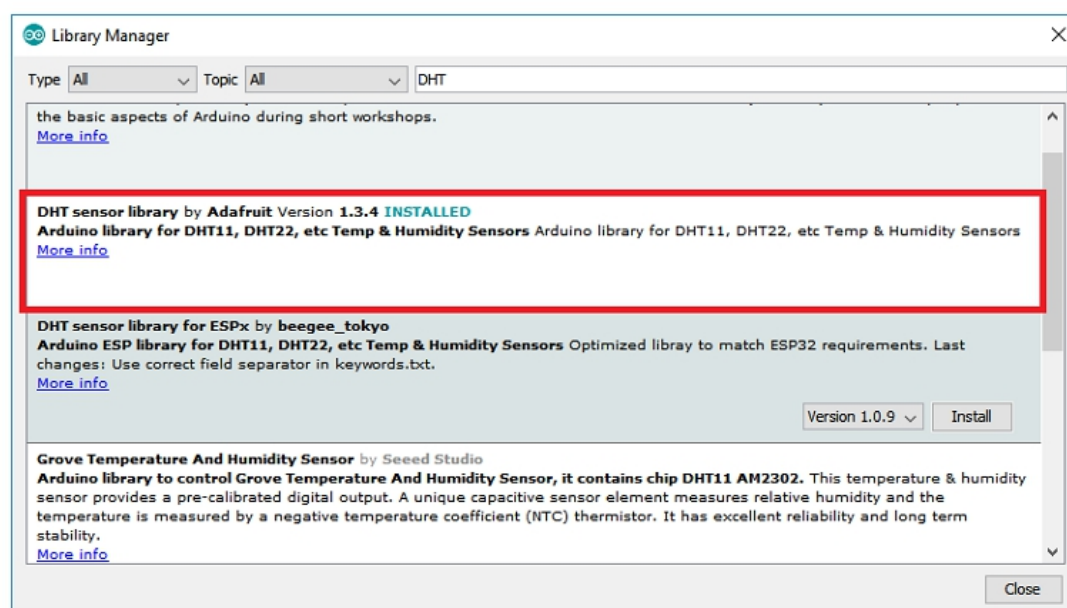 Library Manager
Type All Topic All DHT
the basic aspects of Arduino during short workshops.
More info
DHT sensor library by Adafruit Version 1.3.4 INSTALLED
Arduino library for DHT11, DHT22, etc Temp & Humidity Sensors Arduino library for DHT11, DHT22, etc Temp & Humidity Sensors
More info
DHT sensor library for ESPx by beegee_tokyo
Arduino ESP library for DHT11, DHT22, etc Temp & Humidity Sensors Optimized libray to match ESP32 requirements. Last
changes: Use correct field separator in keywords.txt.
More info
Version 1.0.9 Install
Grove Temperature And Humidity Sensor by Seeed Studio
Arduino library to control Grove Temperature And Humidity Sensor, it contains chip DHT11 AM2302. This temperature & humidity
sensor provides a pre-calibrated digital output. A unique capacitive sensor element measures relative humidity and the
temperature is measured by a negative temperature coefficient (NTC) thermistor. It has excellent reliability and long term
stability.
More info
Close